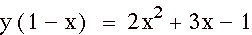 y (1 − x) = 2x² + 3x − 1